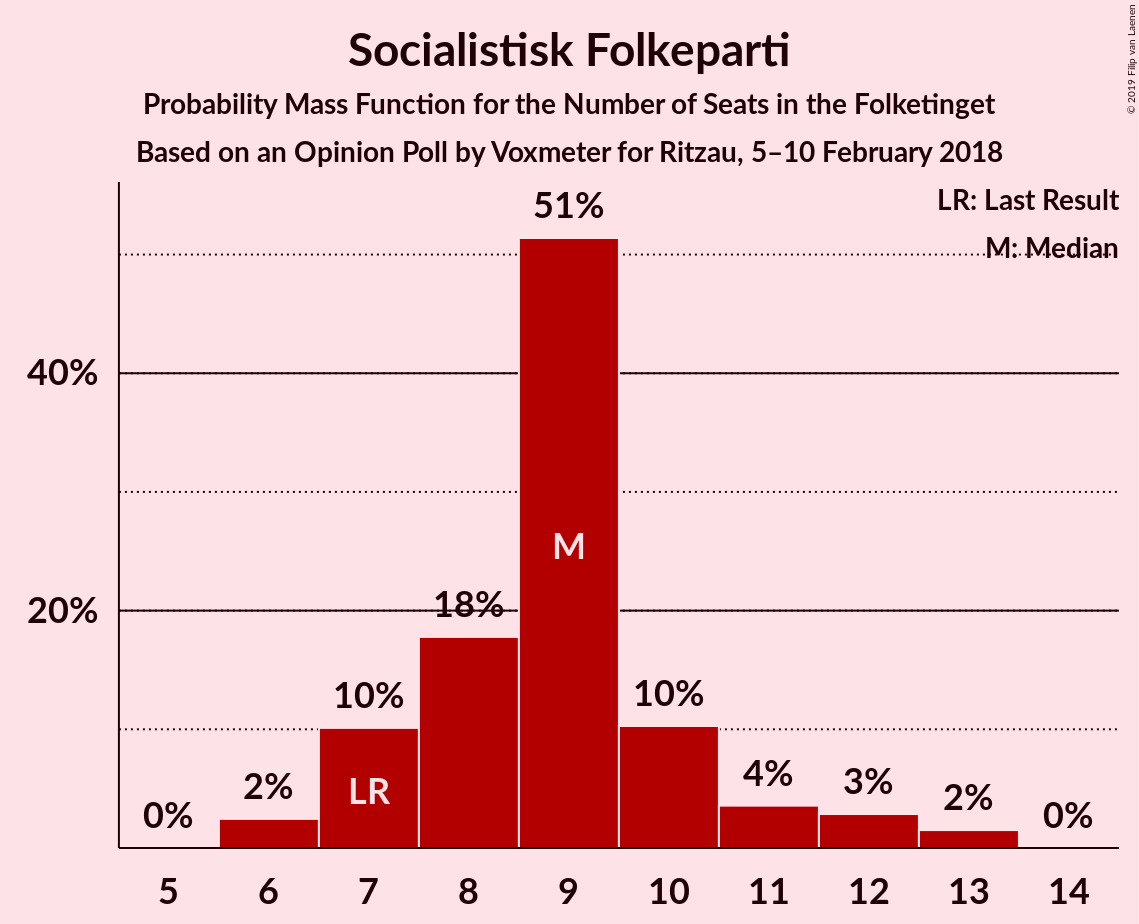 Socialistisk Folkeparti
Probability Mass Function for the Number of Seats in the Folketinget
Based on an Opinion Poll by Voxmeter for Ritzau, 5–10 February 2018
© 2019 Filip van Laenen
LR: Last Result
M: Median
40%
20%
0%
2%
10%
18%
51%
10%
4%
3%
2%
0%
LR
M
5 6 7 8 9 10 11 12 13 14